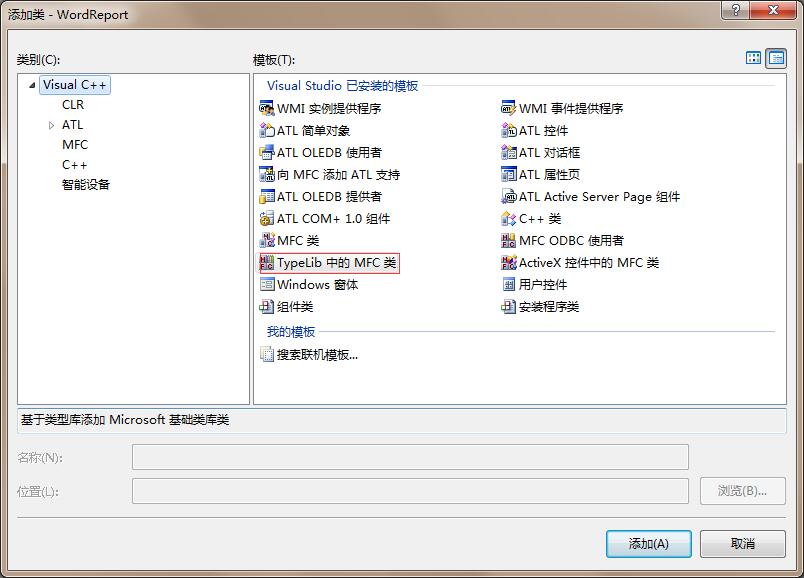 添加类 - WordReport
类别(C):
模板(T):
Visual C++
CLR
ATL
MFC
C++
智能设备
Visual Studio 已安装的模板
WMI 实例提供程序
WMI 事件提供程序
ATL 简单对象
ATL 控件
ATL OLEDB 使用者
ATL 对话框
向 MFC 添加 ATL 支持
ATL 属性页
ATL OLEDB 提供者
ATL Active Server Page 组件
ATL COM+ 1.0 组件
C++ 类
MFC 类
MFC ODBC 使用者
TypeLib 中的 MFC 类
ActiveX 控件中的 MFC 类
Windows 窗体
用户控件
组件类
安装程序类
我的模板
搜索联机模板...
基于类型库添加 Microsoft 基础类库类
名称(N):
位置(L):
浏览(B)...
添加(A)
取消